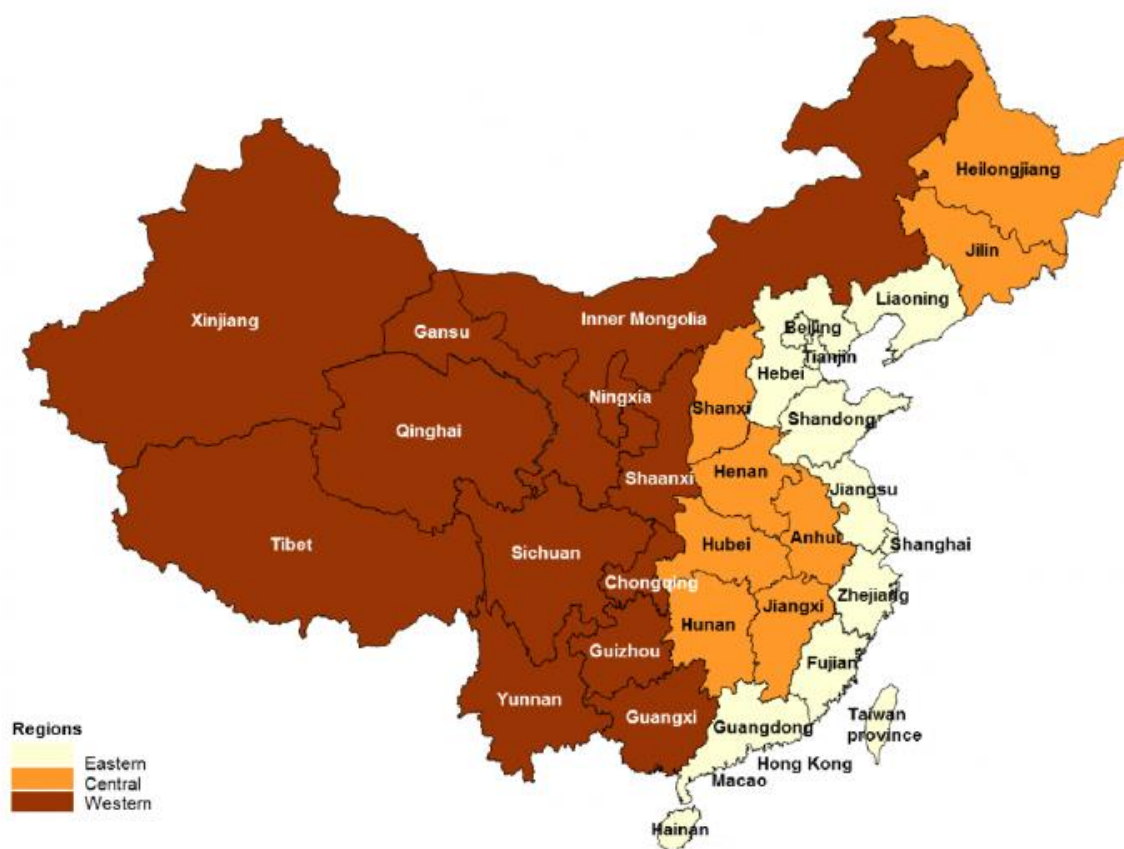 Heilongjiang
Jilin
Liaoning
Xinjiang
Gansu
Inner Mongolia
Beijing
Tianjin
Hebei
Ningxia
Shanxi
Shandong
Qinghai
Henan
Shaanxi
Jiangsu
Tibet
Sichuan
Hubei
Anhui
Shanghai
Chongqing
Zhejiang
Jiangxi
Hunan
Guizhou
Fujian
Yunnan
Guangxi
Guangdong
Taiwan
province
Hong Kong
Macao
Hainan
Regions
Eastern
Central
Western